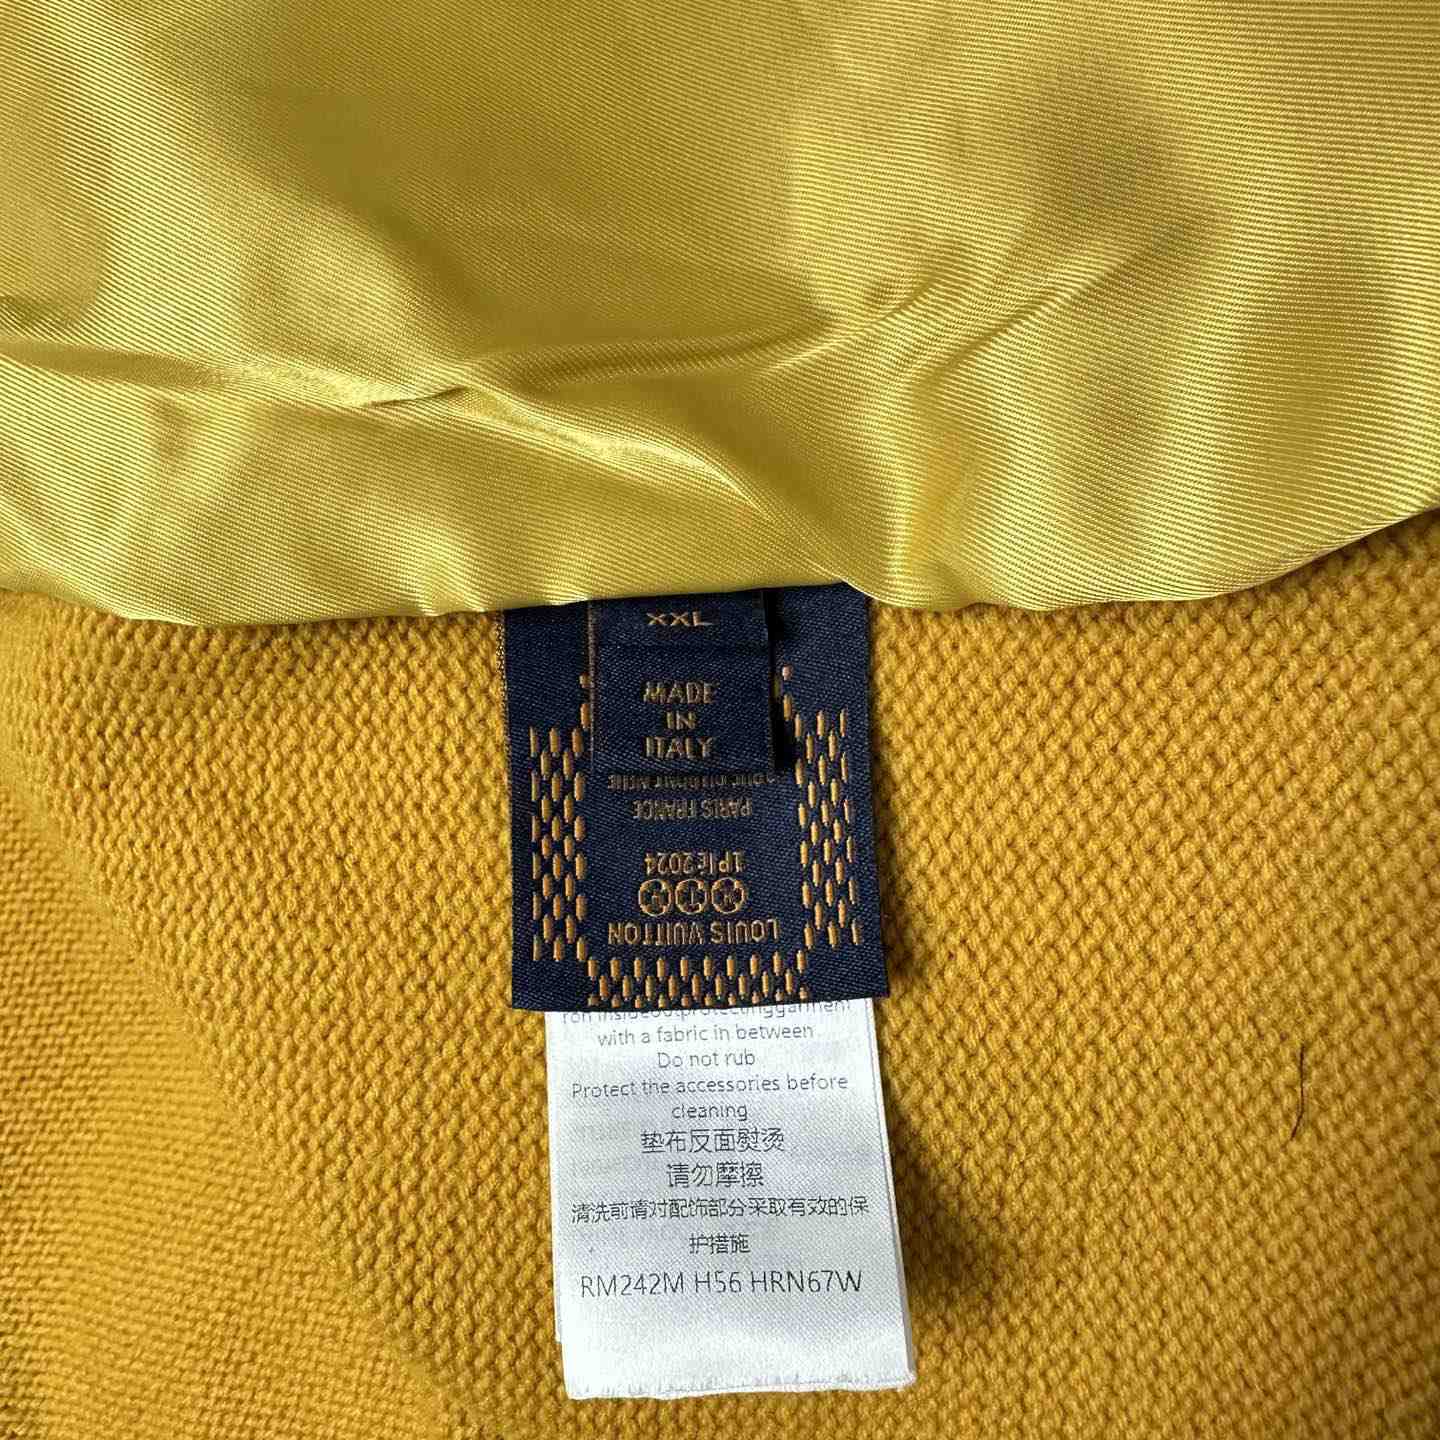 XXL
MADE
IN
ITALY
PARIS FRANCE
1Plé2024
LOUIS VUITTON
with a fabric in between
Do not rub
Protect the accessories before
cleaning
垫布反面熨烫
请勿摩擦
清洗前请对配饰部分采取有效的保
护措施
RM242M H56 HRN67W